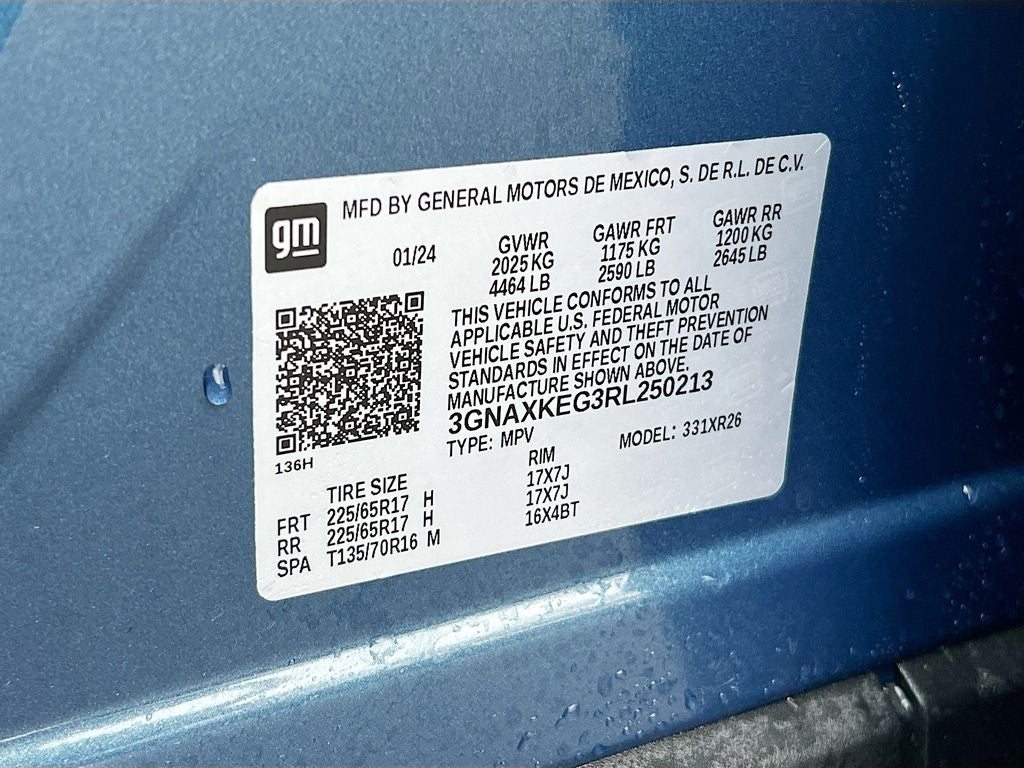 gm
MFD BY GENERAL MOTORS DE MEXICO, S. DE R.L. DE C.V.
01/24 GVWR GAWR FRT GAWR RR
2025 KG 1175 KG 1200 KG
4464 LB 2590 LB 2645 LB
THIS VEHICLE CONFORMS TO ALL
APPLICABLE U.S. FEDERAL MOTOR
VEHICLE SAFETY AND THEFT PREVENTION
STANDARDS IN EFFECT ON THE DATE OF
MANUFACTURE SHOWN ABOVE.
3GNAXKEG3RL250213
TYPE: MPV MODEL: 331XR26
136H
TIRE SIZE RIM
FRT 225/65R17 H 17X7J
RR 225/65R17 H 17X7J
SPA T135/70R16 M 16X4BT